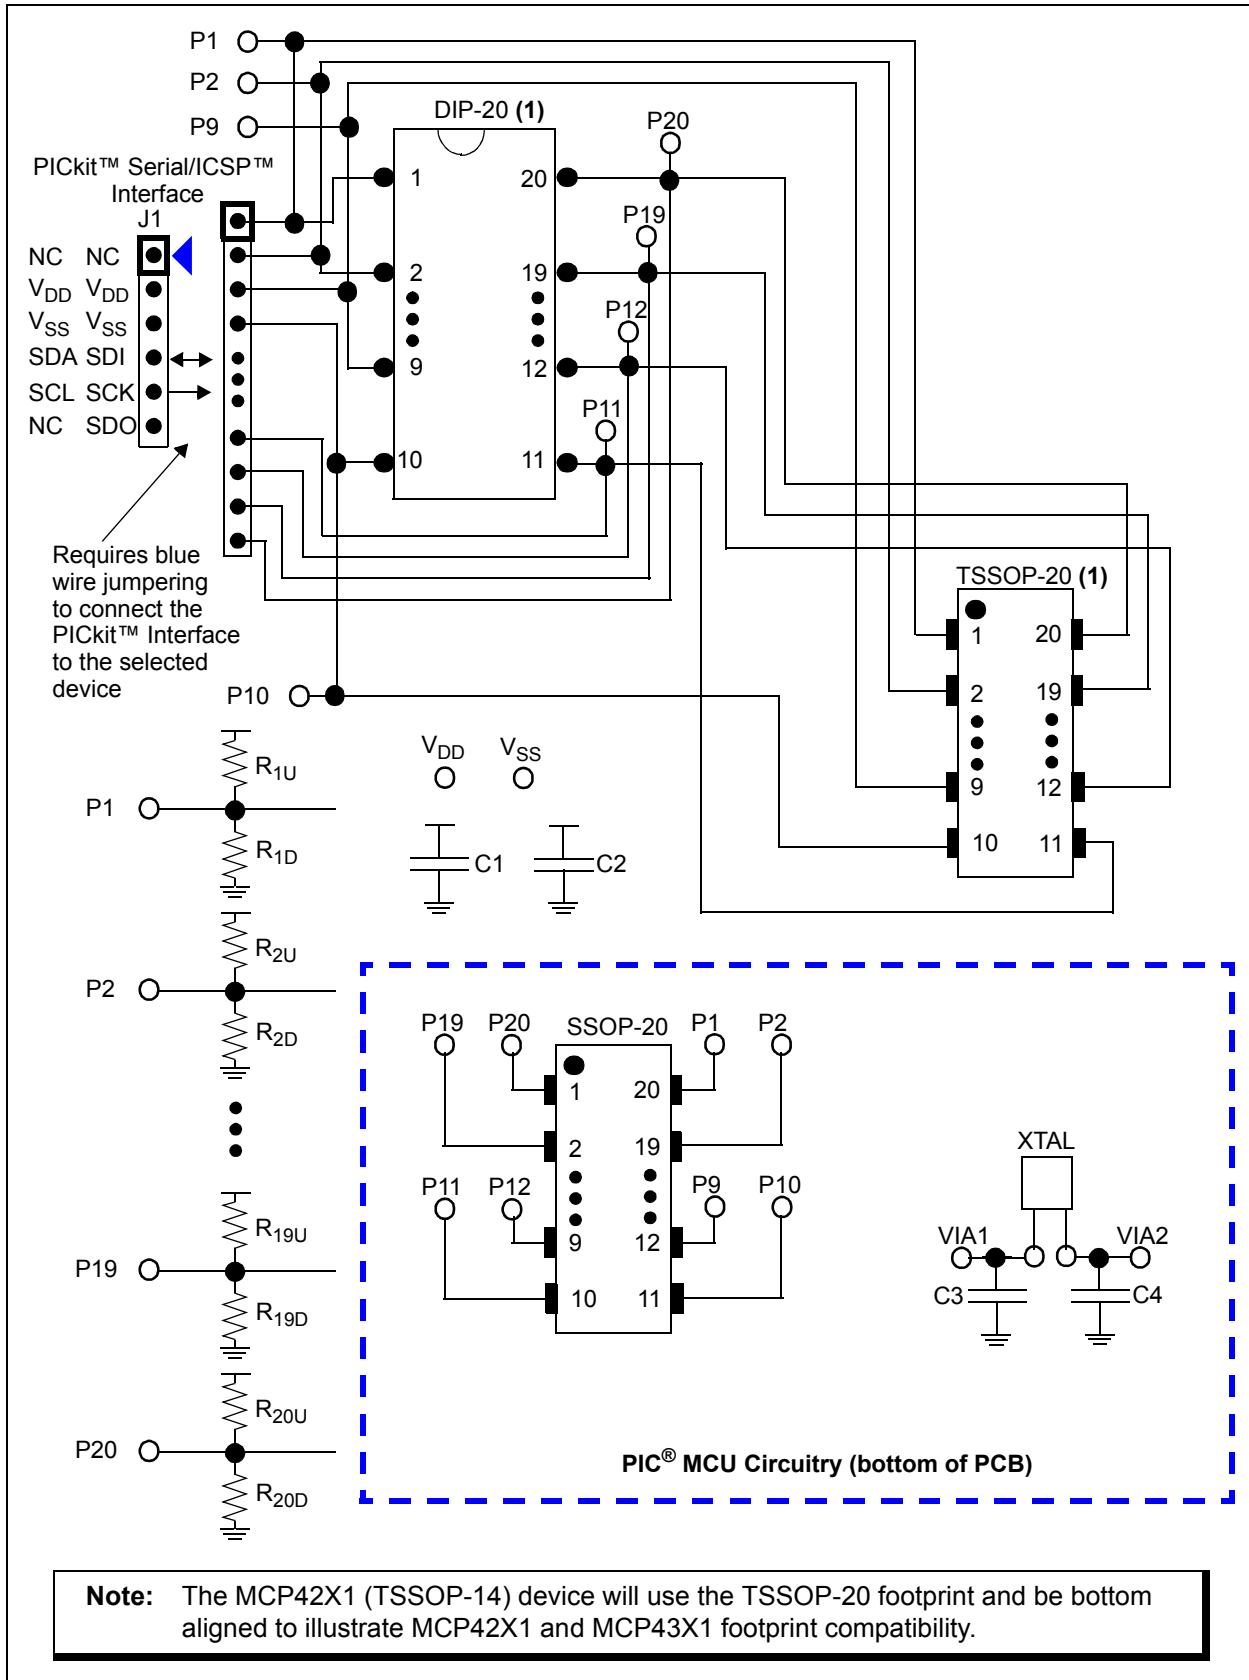 P1
P2
P9
DIP-20 (1)
P20
PICkit™ Serial/ICSP™
Interface
J1
1
20
P19
NC NC
2
19
VDD VDD
P12
VSS VSS
SDA SDI
9
12
SCL SCK
P11
NC SDO
10
11
Requires blue
wire jumpering
to connect the
PICkit™ Interface
to the selected
device
TSSOP-20 (1)
1
20
2
19
9
12
10
11
P10
R1U
VDD
VSS
P1
R1D
C1
C2
R2U
P2
R2D
P19
P20
SSOP-20
P1
P2
1
20
2
19
XTAL
P11
P12
P9
P10
9
12
VIA1
VIA2
10
11
C3
C4
R19U
P19
R19D
R20U
P20
R20D
PIC® MCU Circuitry (bottom of PCB)
Note: The MCP42X1 (TSSOP-14) device will use the TSSOP-20 footprint and be bottom
aligned to illustrate MCP42X1 and MCP43X1 footprint compatibility.